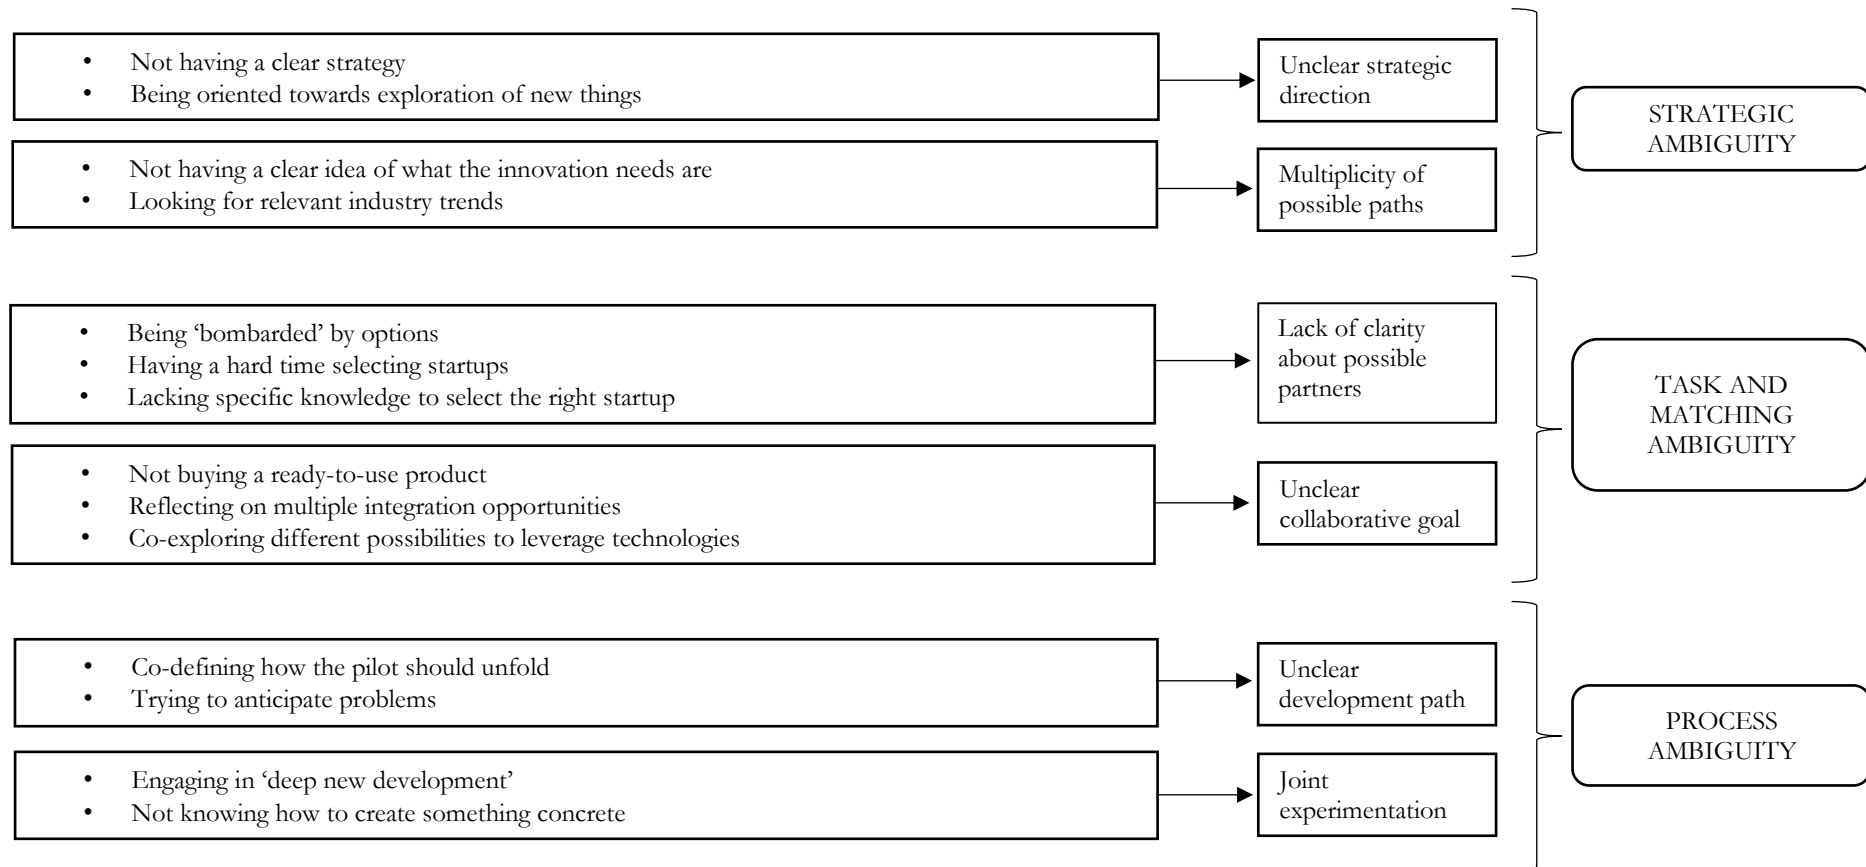 • Not having a clear strategy
• Being oriented towards exploration of new things
Unclear strategic
direction
• Not having a clear idea of what the innovation needs are
• Looking for relevant industry trends
Multiplicity of
possible paths
STRATEGIC
AMBIGUITY
• Being ‘bombarded’ by options
• Having a hard time selecting startups
• Lacking specific knowledge to select the right startup
Lack of clarity
about possible
partners
• Not buying a ready-to-use product
• Reflecting on multiple integration opportunities
• Co-exploring different possibilities to leverage technologies
Unclear
collaborative goal
TASK AND
MATCHING
AMBIGUITY
• Co-defining how the pilot should unfold
• Trying to anticipate problems
Unclear
development path
• Engaging in ‘deep new development’
• Not knowing how to create something concrete
Joint
experimentation
PROCESS
AMBIGUITY